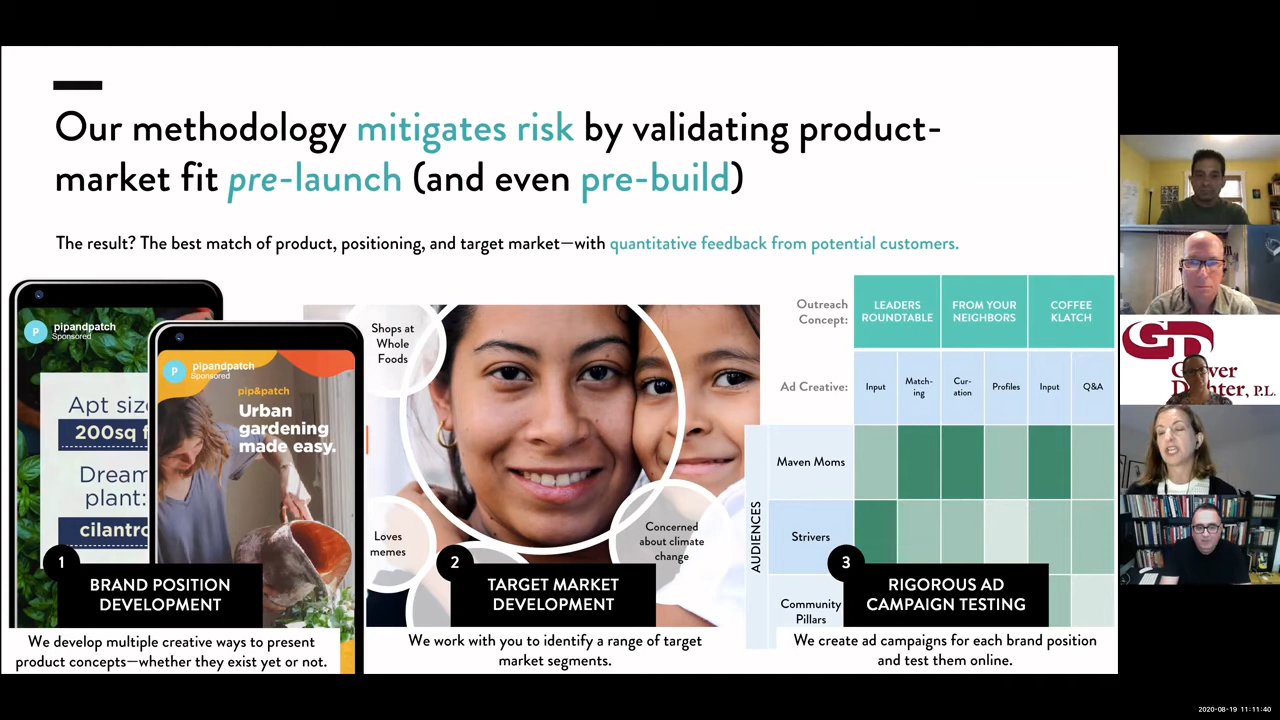 Our methodology mitigates risk by validating product-
market fit pre-launch (and even pre-build)
The result? The best match of product, positioning, and target market—with quantitative feedback from potential customers.
P pipandpatch
Sponsored
Apt size
200sq f
Dream
plant:
cilantro
P pipandpatch
Sponsored
pip&patch
Urban
gardening
made easy.
1
BRAND POSITION
DEVELOPMENT
We develop multiple creative ways to present
product concepts—whether they exist yet or not.
Shops at
Whole
Foods
Loves
memes
Concerned
about climate
change
2
TARGET MARKET
DEVELOPMENT
We work with you to identify a range of target
market segments.
Outreach
Concept:
LEADERS
ROUNDTABLE
FROM YOUR
NEIGHBORS
COFFEE
KLATCH
Ad Creative:
Input
Match-
ing
Cur-
ation
Profiles
Input
Q&A
AUDIENCES
Maven Moms
Strivers
Community
Pillars
3
RIGOROUS AD
CAMPAIGN TESTING
We create ad campaigns for each brand position
and test them online.
GD
ver
ter, P.L.
2020-08-19 11:11:40